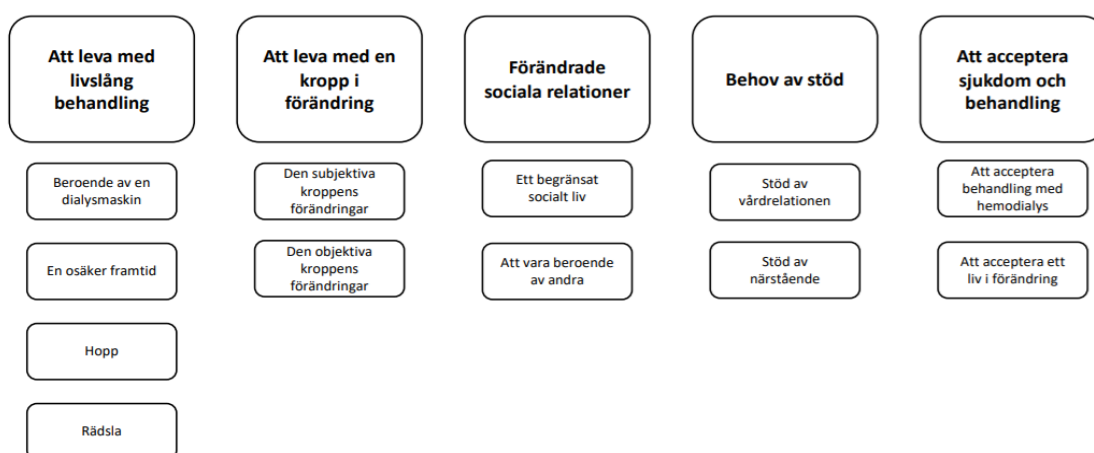 Att leva med
livslång
behandling
Att leva med en
kropp i
förändring
Förändrade
sociala relationer
Behov av stöd
Att acceptera
sjukdom och
behandling
Beroende av en
dialysmaskin
Den subjektiva
kroppens
förändringar
Ett begränsat
socialt liv
Stöd av
vårdrelationen
Att acceptera
behandling med
hemodialys
En osäker framtid
Den objektiva
kroppens
förändringar
Att vara beroende
av andra
Stöd av
närstående
Att acceptera ett
liv i förändring
Hopp
Rädsla